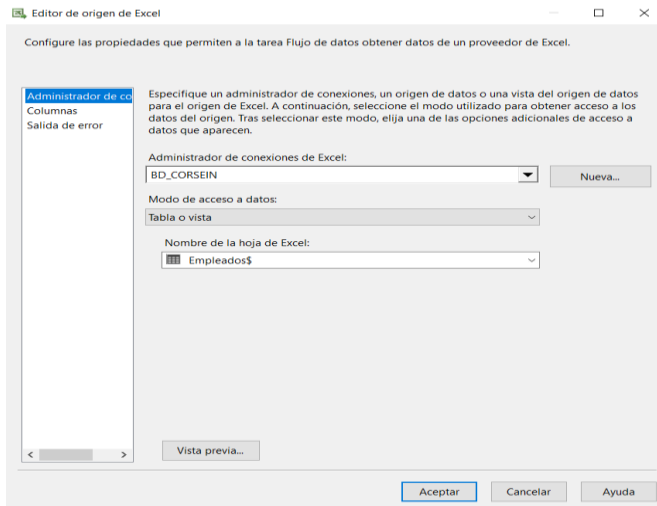 Editor de origen de Excel
Configure las propiedades que permiten a la tarea Flujo de datos obtener datos de un proveedor de Excel.
Administrador de co
Columnas
Salida de error
Especifique un administrador de conexiones, un origen de datos o una vista del origen de datos
para el origen de Excel. A continuación, seleccione el modo utilizado para obtener acceso a los
datos del origen. Tras seleccionar este modo, elija una de las opciones adicionales de acceso a
datos que aparecen.
Administrador de conexiones de Excel:
BD_CORSEIN
Nueva...
Modo de acceso a datos:
Tabla o vista
Nombre de la hoja de Excel:
Empleados$
Vista previa...
Aceptar
Cancelar
Ayuda